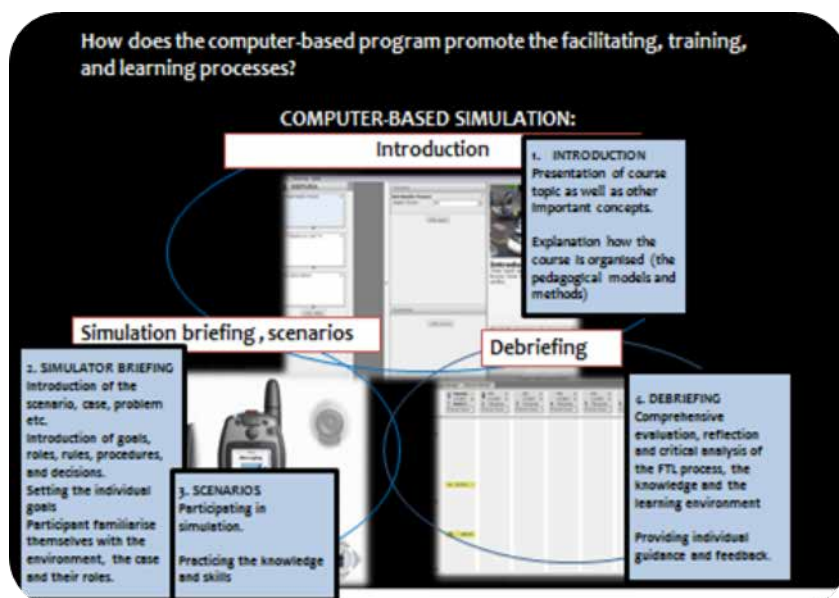 How does the computer-based program promote the facilitating, training,
and learning processes?
COMPUTER-BASED SIMULATION:
Introduction
1. INTRODUCTION
Presentation of course
topic as well as other
Important concepts.
Explanation how the
course is organised (the
pedagogical models and
methods)
Simulation briefing , scenarios
Debriefing
2. SIMULATOR BRIEFING
Introduction of the
scenario, case, problem
etc.
Introduction of goals,
roles, rules, procedures,
and decisions.
Setting the individual
goals
Participant familiarise
themselves with the
environment, the case
and their roles.
3. SCENARIOS
Participating in
simulation.
Practicing the knowledge
and skills
4. DEBRIEFING
Comprehensive
evaluation, reflection
and critical analysis of
the FTL process, the
knowledge and the
learning environment
Providing individual
guidance and feedback.